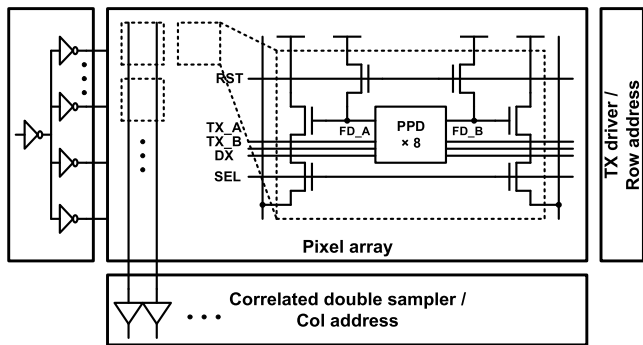 RST
TX_A
TX_B
DX
SEL
FD_A
PPD
× 8
FD_B
Pixel array
TX driver /
Row address
Correlated double sampler /
Col address